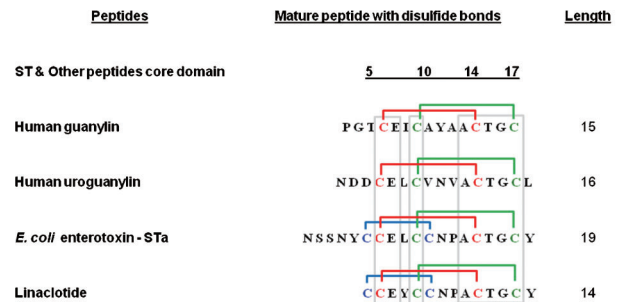 Peptides Mature peptide with disulfide bonds Length
ST & Other peptides core domain 5 10 14 17
Human guanylin PGTCEICAYAACTGC 15
Human uroguanylin NDDCELCVNVACTGCL 16
E. coli enterotoxin - STa NSSNYCCELCCNPACTGCY 19
Linaclotide CCEYCCNPACTGCY 14